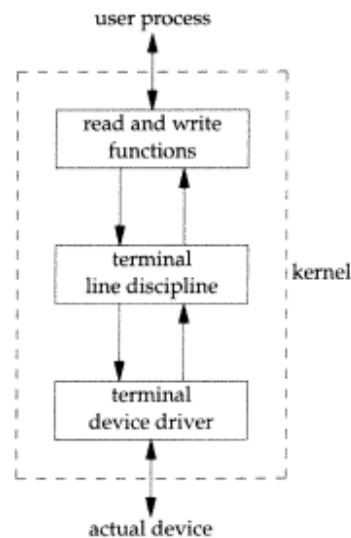 user process
read and write
functions
terminal
line discipline
kernel
terminal
device driver
actual device